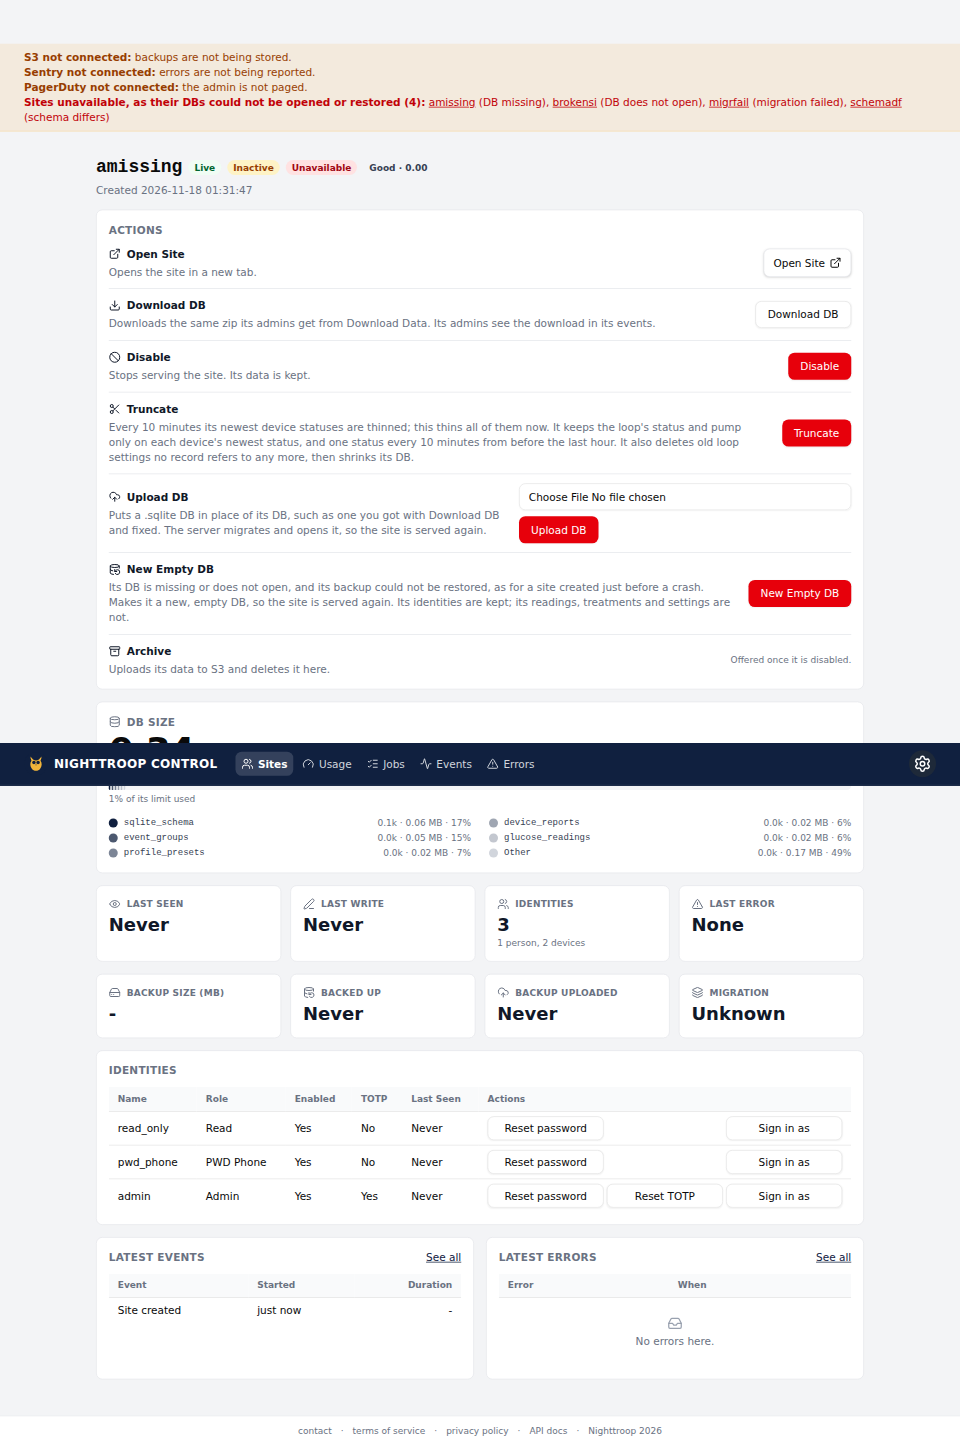 S3 not connected: backups are not being stored.
Sentry not connected: errors are not being reported.
PagerDuty not connected: the admin is not paged.
Sites unavailable, as their DBs could not be opened or restored (4): amissing (DB missing), brokensi (DB does not open), migrfail (migration failed), schemadf
(schema differs)
amissing Live Inactive Unavailable Good · 0.00
Created 2026-11-18 01:31:47
ACTIONS
Open Site
Opens the site in a new tab.
Open Site
Download DB
Downloads the same zip its admins get from Download Data. Its admins see the download in its events.
Download DB
Disable
Stops serving the site. Its data is kept.
Disable
Truncate
Every 10 minutes its newest device statuses are thinned; this thins all of them now. It keeps the loop's status and pump
only on each device's newest status, and one status every 10 minutes from before the last hour. It also deletes old loop
settings no record refers to any more, then shrinks its DB.
Truncate
Upload DB
Puts a .sqlite DB in place of its DB, such as one you got with Download DB
and fixed. The server migrates and opens it, so the site is served again.
Choose File No file chosen
Upload DB
New Empty DB
Its DB is missing or does not open, and its backup could not be restored, as for a site created just before a crash.
Makes it a new, empty DB, so the site is served again. Its identities are kept; its readings, treatments and settings are
not.
New Empty DB
Archive
Uploads its data to S3 and deletes it here.
Offered once it is disabled.
DB SIZE
NIGHTTROOP CONTROL Sites Usage Jobs Events Errors
1% of its limit used
sqlite_schema 0.1k · 0.06 MB · 17%
event_groups 0.0k · 0.05 MB · 15%
profile_presets 0.0k · 0.02 MB · 7%
device_reports 0.0k · 0.02 MB · 6%
glucose_readings 0.0k · 0.02 MB · 6%
Other 0.0k · 0.17 MB · 49%
LAST SEEN
Never
LAST WRITE
Never
IDENTITIES
3
1 person, 2 devices
LAST ERROR
None
BACKUP SIZE (MB)
-
BACKED UP
Never
BACKUP UPLOADED
Never
MIGRATION
Unknown
IDENTITIES
Name Role Enabled TOTP Last Seen Actions
read_only Read Yes No Never Reset password Sign in as
pwd_phone PWD Phone Yes No Never Reset password Sign in as
admin Admin Yes Yes Never Reset password Reset TOTP Sign in as
LATEST EVENTS See all
Event Started Duration
Site created just now -
LATEST ERRORS See all
Error When
No errors here.
contact · terms of service · privacy policy · API docs · Nighttroop 2026